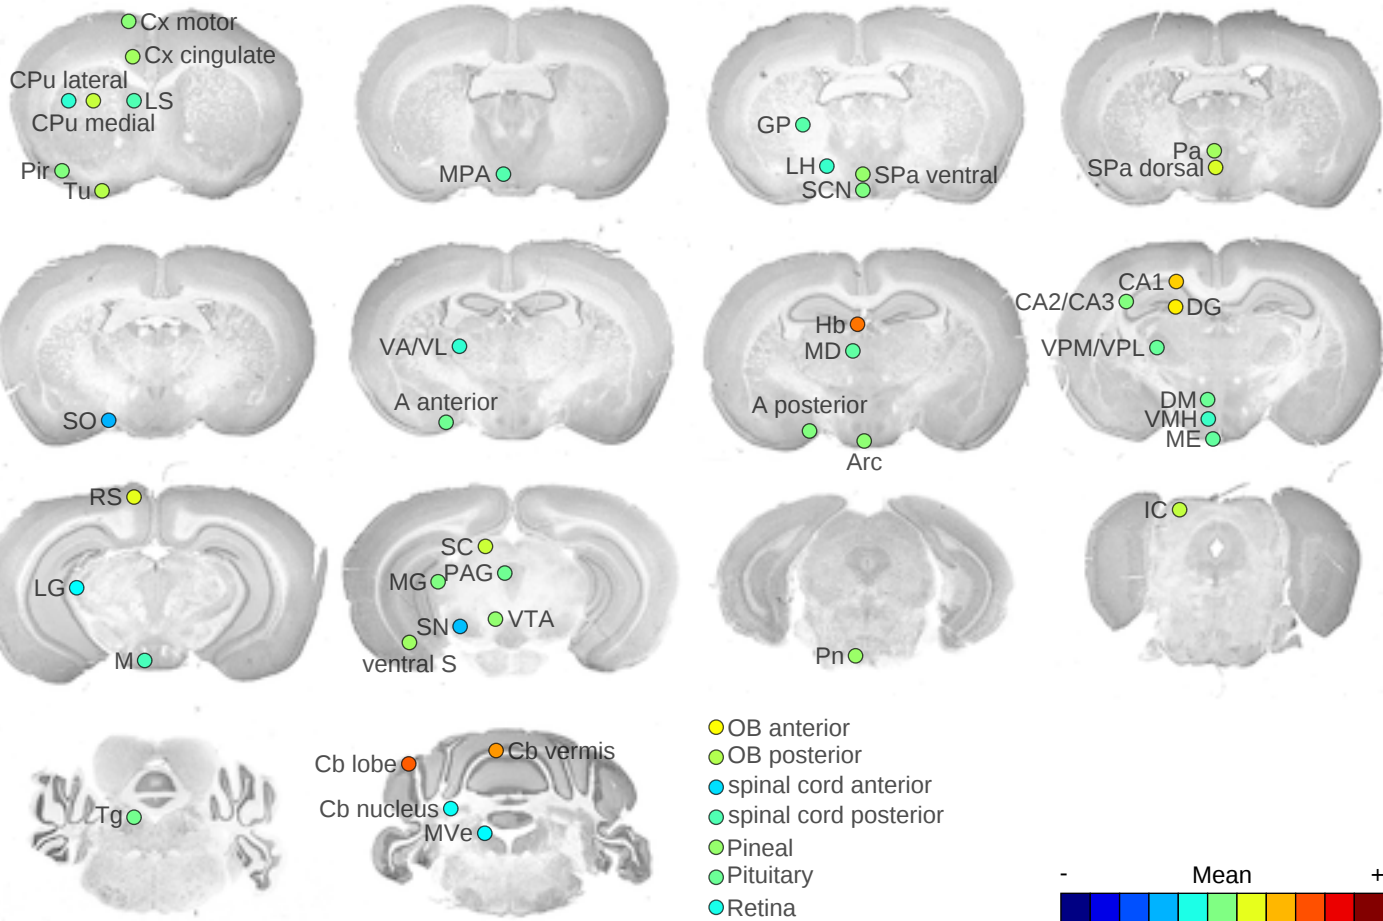 Cx motor
Cx cingulate
CPu lateral
LS
CPu medial
Pir
Tu
MPA
GP
LH
SPa ventral
SCN
Pa
SPa dorsal
SO
VA/VL
A anterior
Hb
MD
A posterior
Arc
CA1
CA2/CA3
DG
VPM/VPL
DM
VMH
ME
RS
LG
M
SC
MG
PAG
SN
VTA
ventral S
Pn
IC
Tg
Cb lobe
Cb vermis
Cb nucleus
MVe
OB anterior
OB posterior
spinal cord anterior
spinal cord posterior
Pineal
Pituitary
Retina
- Mean +